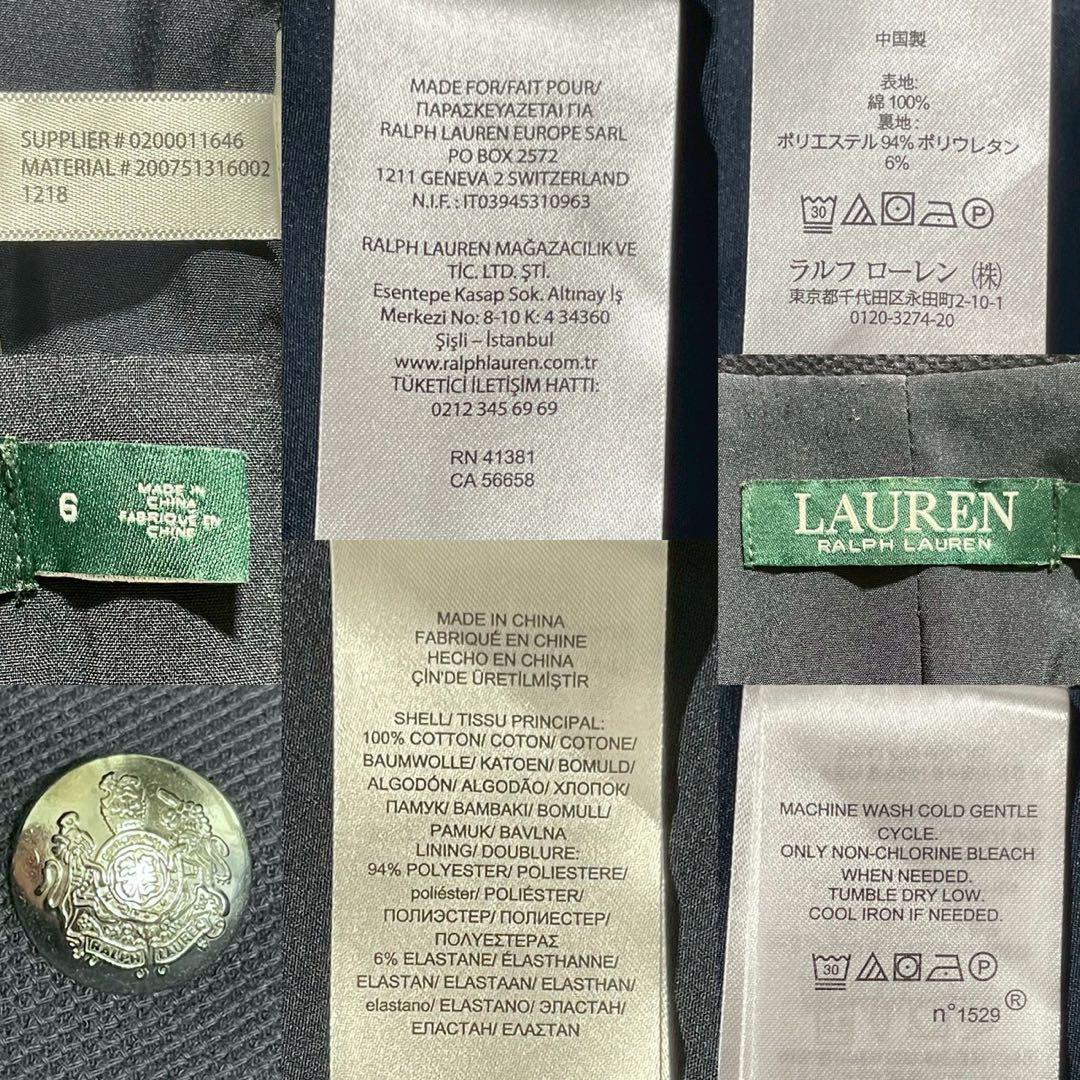 SUPPLIER # 0200011646
MATERIAL # 200751316002
1218
MADE FOR/FAIT POUR/
ΠΑΡΑΣΚΕΥΑΖΕΤΑΙ ΓΙΑ
RALPH LAUREN EUROPE SARL
PO BOX 2572
1211 GENEVA 2 SWITZERLAND
N.I.F. : IT03945310963
RALPH LAUREN MAĞAZACILIK VE
TİC. LTD. ŞTİ.
Esentepe Kasap Sok. Altınay İş
Merkezi No: 8-10 K: 4 34360
Şişli – İstanbul
www.ralphlauren.com.tr
TÜKETİCİ İLETİŞİM HATTI:
0212 345 69 69
RN 41381
CA 56658
中国製
表地:
綿 100%
裏地:
ポリエステル 94% ポリウレタン
6%
30
P
ラルフ ローレン (株)
東京都千代田区永田町2-10-1
0120-3274-20
6
MADE IN
CHINA
FABRIQUÉ EN
CHINE
LAUREN
RALPH LAUREN
RALPH LAUREN
MADE IN CHINA
FABRIQUÉ EN CHINE
HECHO EN CHINA
ÇİN'DE ÜRETİLMİŞTİR
SHELL/ TISSU PRINCIPAL:
100% COTTON/ COTON/ COTONE/
BAUMWOLLE/ KATOEN/ BOMULD/
ALGODÓN/ ALGODÃO/ ХЛОПОК/
ПАМУК/ BAMBAKI/ BOMULL/
PAMUK/ BAVLNA
LINING/ DOUBLURE:
94% POLYESTER/ POLIESTERE/
poliéster/ POLIÉSTER/
ПОЛИЭСТЕР/ ПОЛИЕСТЕР/
ΠΟΛΥΕΣΤΕΡΑΣ
6% ELASTANE/ ÉLASTHANNE/
ELASTAN/ ELASTAAN/ ELASTHAN/
elastano/ ELASTANO/ ЭЛАСТАН/
ЕЛАСТАН/ ΕΛΑΣΤΑΝ
MACHINE WASH COLD GENTLE
CYCLE.
ONLY NON-CHLORINE BLEACH
WHEN NEEDED.
TUMBLE DRY LOW.
COOL IRON IF NEEDED.
30
P
n°1529 ®